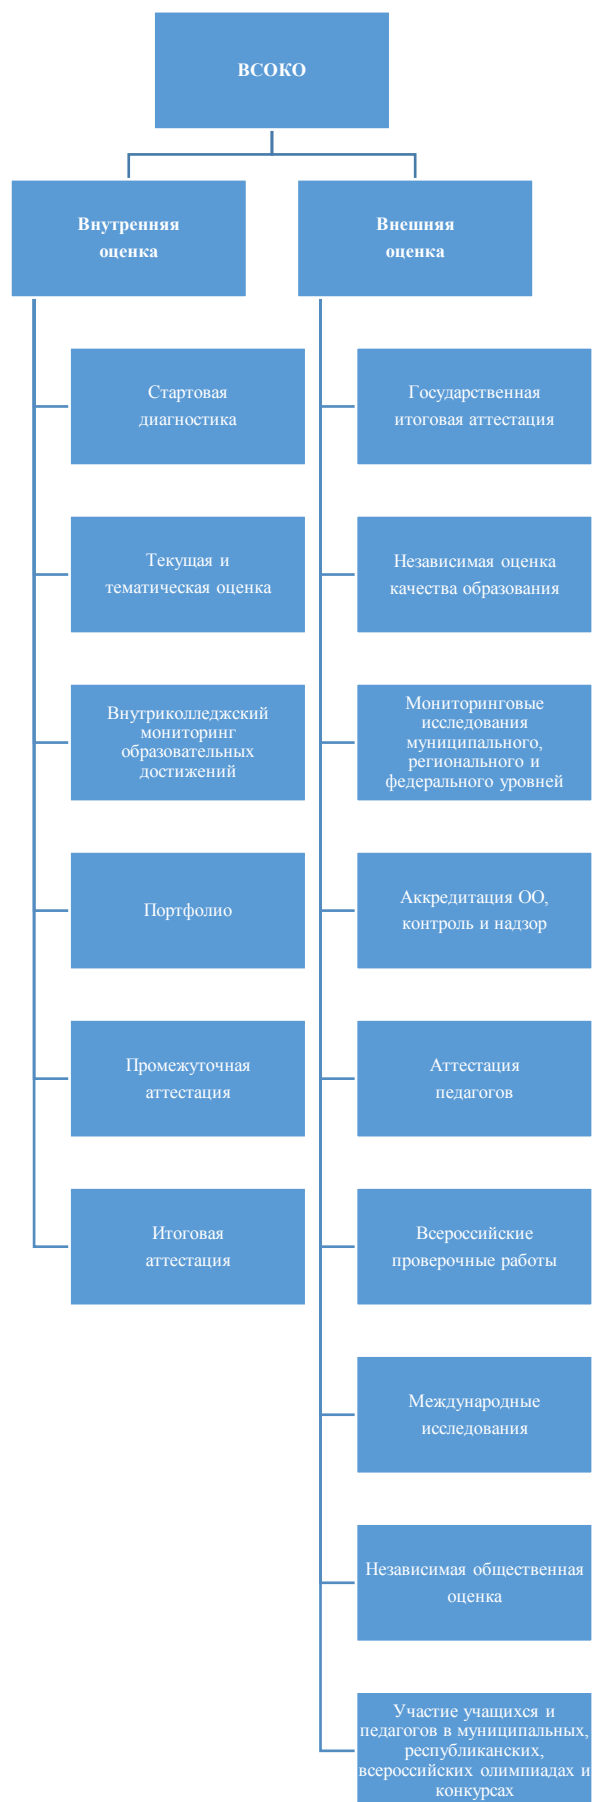 ВСОКО
Внутренняя
оценка
Стартовая
диагностика
Текущая и
тематическая оценка
Внутриколледжский
мониторинг
образовательных
достижений
Портфолио
Промежуточная
аттестация
Итоговая
аттестация
Внешняя
оценка
Государственная
итоговая аттестация
Независимая оценка
качества образования
Мониторинговые
исследования
муниципального,
регионального и
федерального уровней
Аккредитация ОО,
контроль и надзор
Аттестация
педагогов
Всероссийские
проверочные работы
Международные
исследования
Независимая общественная
оценка
Участие учащихся и
педагогов в муниципальных,
республиканских,
всероссийских олимпиадах и
конкурсах